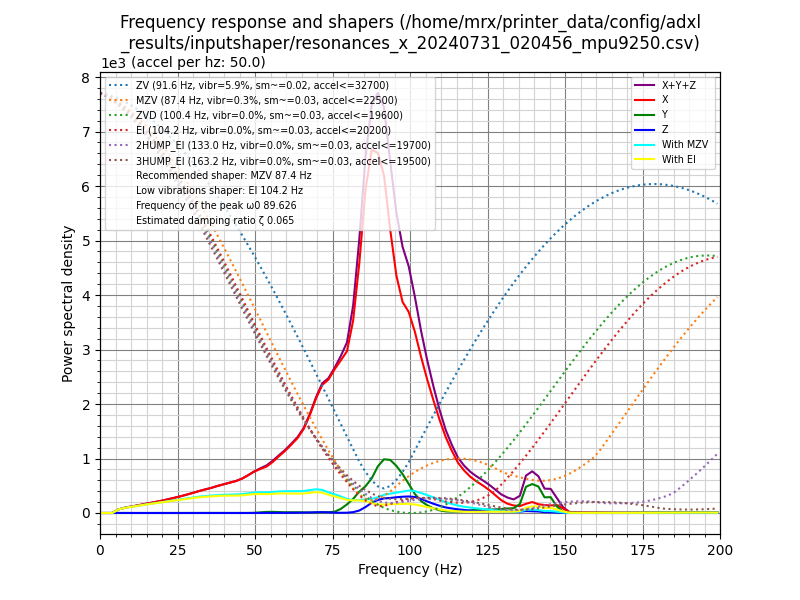 Frequency response and shapers (/home/mrx/printer_data/config/adxl
_results/inputshaper/resonances_x_20240731_020456_mpu9250.csv)
1e3 (accel per hz: 50.0)
ZV (91.6 Hz, vibr=5.9%, sm~=0.02, accel<=32700)
MZV (87.4 Hz, vibr=0.3%, sm~=0.03, accel<=22500)
ZVD (100.4 Hz, vibr=0.0%, sm~=0.03, accel<=19600)
EI (104.2 Hz, vibr=0.0%, sm~=0.03, accel<=20200)
2HUMP_EI (133.0 Hz, vibr=0.0%, sm~=0.03, accel<=19700)
3HUMP_EI (163.2 Hz, vibr=0.0%, sm~=0.03, accel<=19500)
Recommended shaper: MZV 87.4 Hz
Low vibrations shaper: EI 104.2 Hz
Frequency of the peak ω0 89.626
Estimated damping ratio ζ 0.065
X+Y+Z
X
Y
Z
With MZV
With EI
8
7
6
5
4
3
2
1
0
Power spectral density
0 25 50 75 100 125 150 175 200
Frequency (Hz)